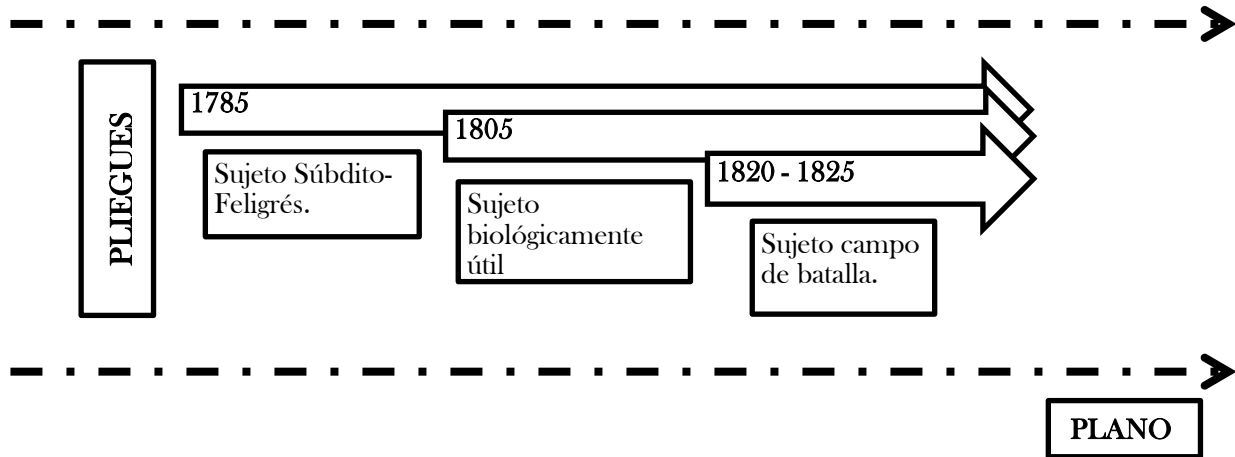 PLIEGUES
1785
Sujeto Súbdito-
Feligrés.
1805
Sujeto
biológicamente
útil
1820 - 1825
Sujeto campo
de batalla.
PLANO